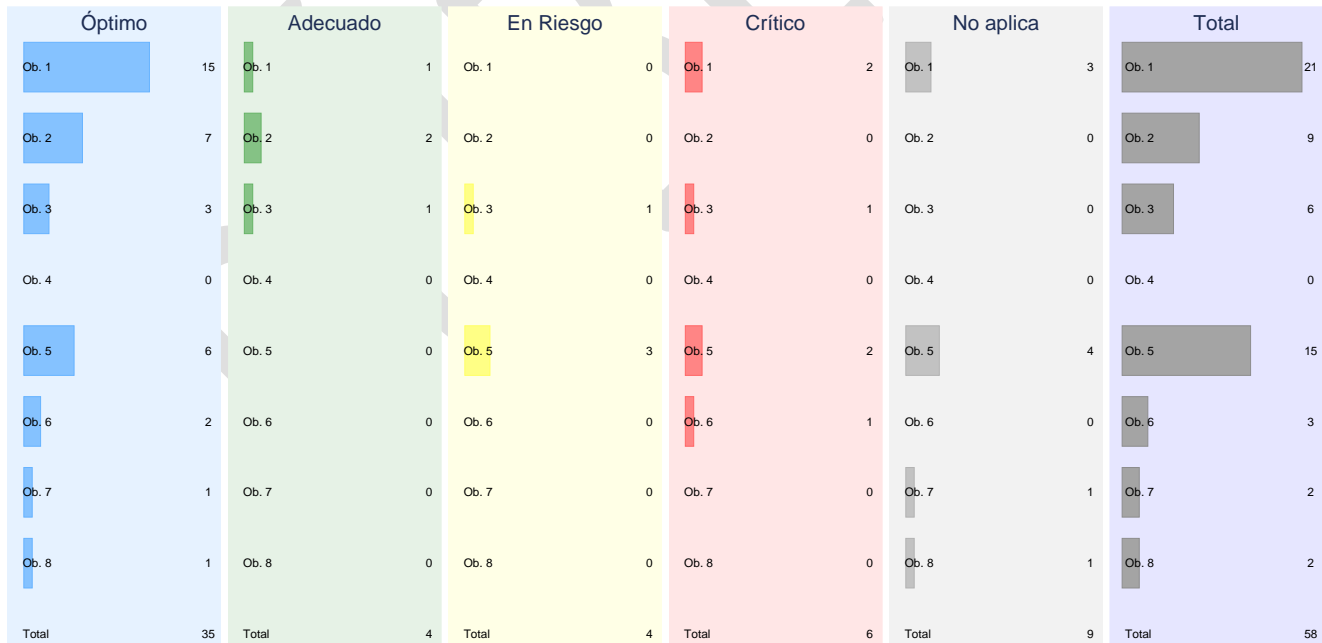 Óptimo Adecuado En Riesgo Crítico No aplica Total
Ob. 1 15 Ob. 1 1 Ob. 1 0 Ob. 1 2 Ob. 1 3 Ob. 1 21
Ob. 2 7 Ob. 2 2 Ob. 2 0 Ob. 2 0 Ob. 2 0 Ob. 2 9
Ob. 3 3 Ob. 3 1 Ob. 3 1 Ob. 3 1 Ob. 3 0 Ob. 3 6
Ob. 4 0 Ob. 4 0 Ob. 4 0 Ob. 4 0 Ob. 4 0 Ob. 4 0
Ob. 5 6 Ob. 5 0 Ob. 5 3 Ob. 5 2 Ob. 5 4 Ob. 5 15
Ob. 6 2 Ob. 6 0 Ob. 6 0 Ob. 6 1 Ob. 6 0 Ob. 6 3
Ob. 7 1 Ob. 7 0 Ob. 7 0 Ob. 7 0 Ob. 7 1 Ob. 7 2
Ob. 8 1 Ob. 8 0 Ob. 8 0 Ob. 8 0 Ob. 8 1 Ob. 8 2
Total 35 Total 4 Total 4 Total 6 Total 9 Total 58